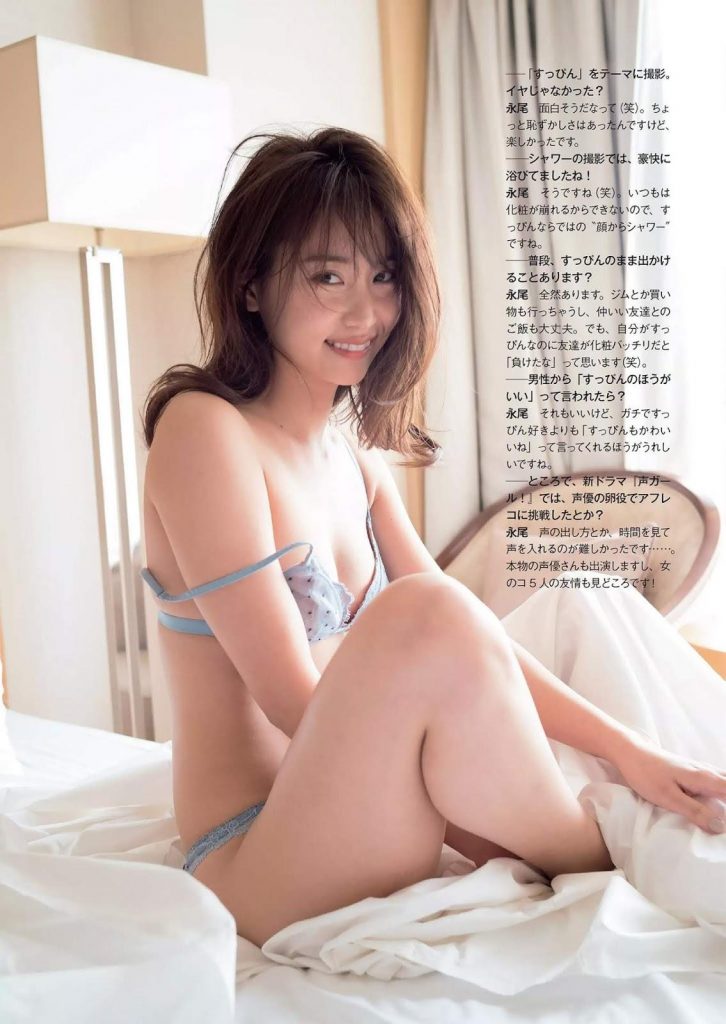 ――「すっぴん」をテーマに撮影。
イヤじゃなかった？
永尾　面白そうだなって（笑）。ちょ
っと恥ずかしさはあったんですけど、
楽しかったです。
――シャワーの撮影では、豪快に
浴びてましたね！
永尾　そうですね（笑）。いつもは
化粧が崩れるからできないので、す
っぴんならではの〝顔からシャワー〟
ですね。
――普段、すっぴんのまま出かけ
ることあります？
永尾　全然あります。ジムとか買い
物も行っちゃうし、仲いい友達との
ご飯も大丈夫。でも、自分がすっ
ぴんなのに友達が化粧バッチリだと
「負けたな」って思います（笑）。
――男性から「すっぴんのほうが
いい」って言われたら？
永尾　それもいいけど、ガチですっ
ぴん好きよりも「すっぴんもかわい
いね」って言ってくれるほうがうれし
いですね。
――ところで、新ドラマ『声ガー
ル！』では、声優の卵役でアフレ
コに挑戦したとか？
永尾　声の出し方とか、時間を見て
声を入れるのが難しかったです……。
本物の声優さんも出演しますし、女
のコ５人の友情も見どころです！